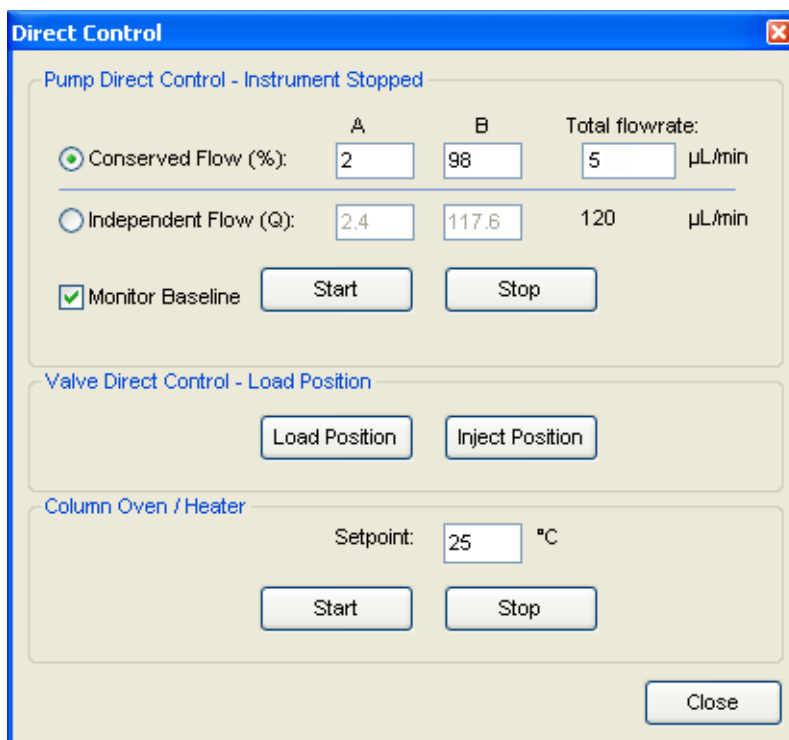 Direct Control
Pump Direct Control - Instrument Stopped
A B Total flowrate:
Conserved Flow (%): 2 98 5 µL/min
Independent Flow (Q): 2.4 117.6 120 µL/min
Monitor Baseline Start Stop
Valve Direct Control - Load Position
Load Position Inject Position
Column Oven / Heater
Setpoint: 25 °C
Start Stop
Close